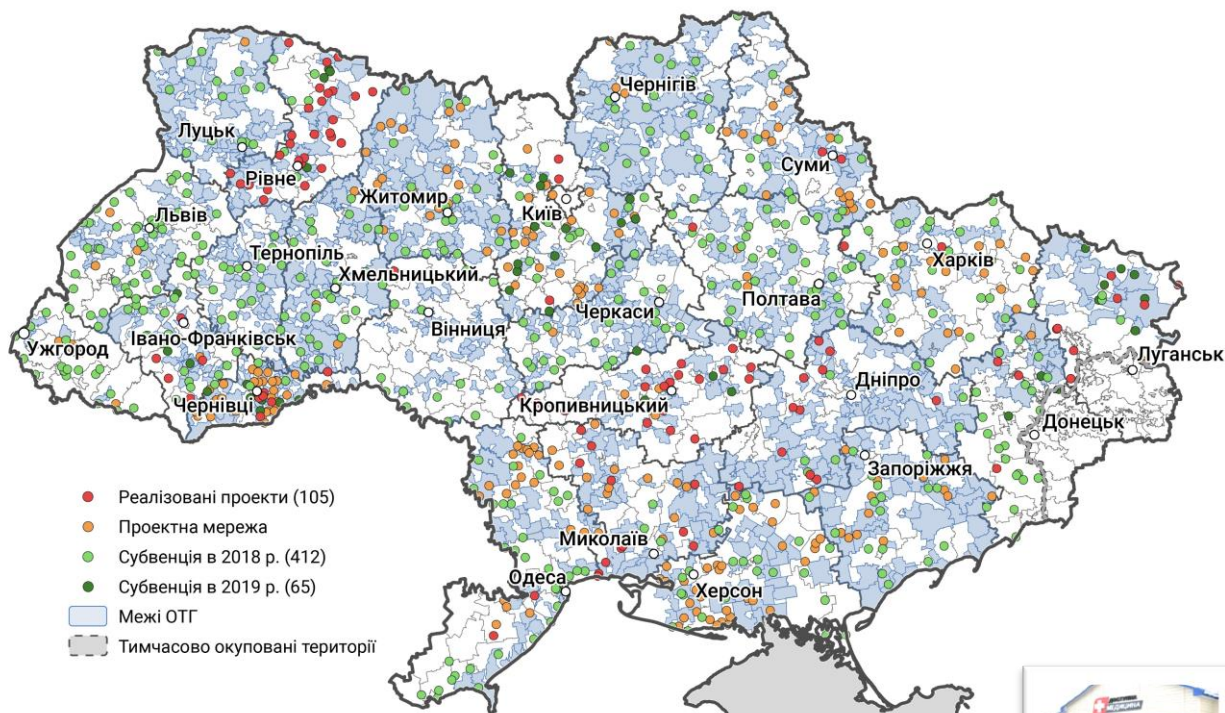 Чернігів
Луцьк
Рівне
Суми
Житомир
Київ
Львів
Харків
Тернопіль
Хмельницький
Полтава
Черкаси
Вінниця
Івано-Франківськ
Ужгород
Луганськ
Дніпро
Чернівці
Кропивницький
Донецьк
Запоріжжя
Реалізовані проекти (105)
Проектна мережа
Субвенція в 2018 р. (412)
Субвенція в 2019 р. (65)
Межі ОТГ
Тимчасово окуповані території
Миколаїв
Одеса
Херсон
МЕДИЦИНА